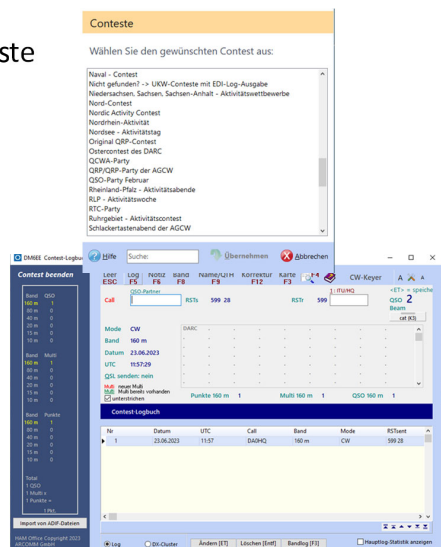 ste
Conteste
Wählen Sie den gewünschten Contest aus:
Naval - Contest
Nicht gefunden? -> UKW-Conteste mit EDI-Log-Ausgabe
Niedersachsen, Sachsen, Sachsen-Anhalt - Aktivitätswettbewerbe
Nord-Contest
Nordic Activity Contest
Nordrhein-Aktivität
Nordsee - Aktivitätstag
Original QRP-Contest
Ostercontest des DARC
QCWA-Party
QRP/QRP-Party der AGCW
QSO-Party Februar
Rheinland-Pfalz - Aktivitätsabende
RLP - Aktivitätswoche
RTC-Party
Ruhrgebiet - Aktivitätscontest
Schlackertastenabend der AGCW
Hilfe Suche: Übernehmen Abbrechen
DM6EE Contest-Logbu
Contest beenden
Band QSO
160 m 1
80 m 0
40 m 0
20 m 0
15 m 0
10 m 0
Band Multi
160 m 1
80 m 0
40 m 0
20 m 0
15 m 0
10 m 0
Band Punkte
160 m 1
80 m 0
40 m 0
20 m 0
15 m 0
10 m 0
Total
1 QSO
1 Multi x
1 Punkte =
1 Pkt.
Import von ADIF-Dateien
HAM Office Copyright 2023
ARCOMM GmbH
Leer Log Notiz Band Name/QTH Korrektur Karte F4 CW-Keyer A A
ESC F5 F6 F8 F9 F12 F3
QSO-Partner 1: ITU/HQ <ET> = speiche
Call RSTs 599 28 RSTr 599 QSO 2
Beam
cat (K3)
Mode CW DARC
Band 160 m
Datum 23.06.2023
UTC 11:57:29
QSL senden: nein
Multi neuer Multi
Multi Multi bereits vorhanden
unterstrichen Punkte 160 m 1 Multi 160 m 1 QSO 160 m 1
Contest-Logbuch
Nr Datum UTC Call Band Mode RSTsent
1 23.06.2023 11:57 DA0HQ 160 m CW 599 28
Log DX-Cluster Ändern [ET] Löschen [Entf] Bandlog [F3] Hauptlog-Statistik anzeigen